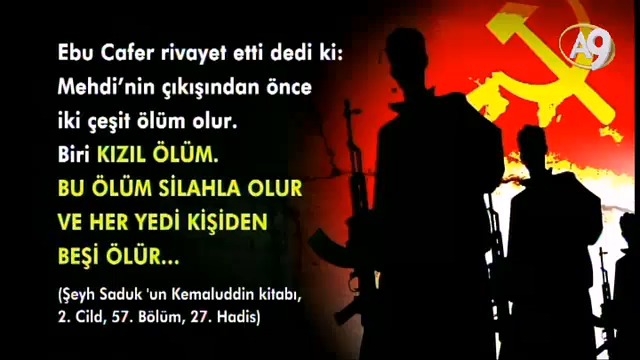 A9
Ebu Cafer rivayet etti dedi ki:
Mehdi'nin çıkışından önce
iki çeşit ölüm olur.
Biri KIZIL ÖLÜM.
BU ÖLÜM SİLAHLA OLUR
VE HER YEDİ KİŞİDEN
BEŞİ ÖLÜR...
(Şeyh Saduk 'un Kemaluddin kitabı,
2. Cild, 57. Bölüm, 27. Hadis)